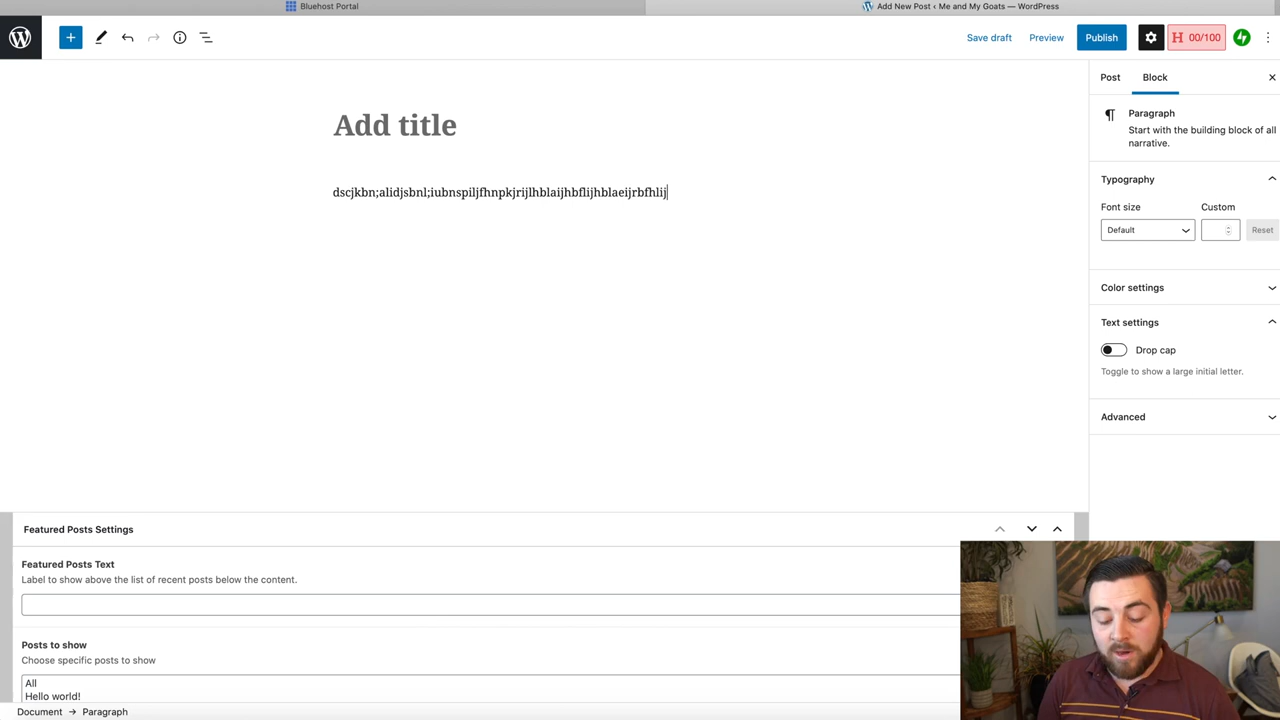 Bluehost Portal
Add New Post ‹ Me and My Goats — WordPress
Save draft
Preview
Publish
H 00/100
Post
Block
Add title
Paragraph
Start with the building block of all
narrative.
dscjkbn;alidjsbnl;iubnspiljfhnpkjrijlhblaijhbflijhblaeijrbfhlij
Typography
Font size
Custom
Default
Reset
Color settings
Text settings
Drop cap
Toggle to show a large initial letter.
Advanced
Featured Posts Settings
Featured Posts Text
Label to show above the list of recent posts below the content.
Posts to show
Choose specific posts to show
All
Hello world!
Document → Paragraph